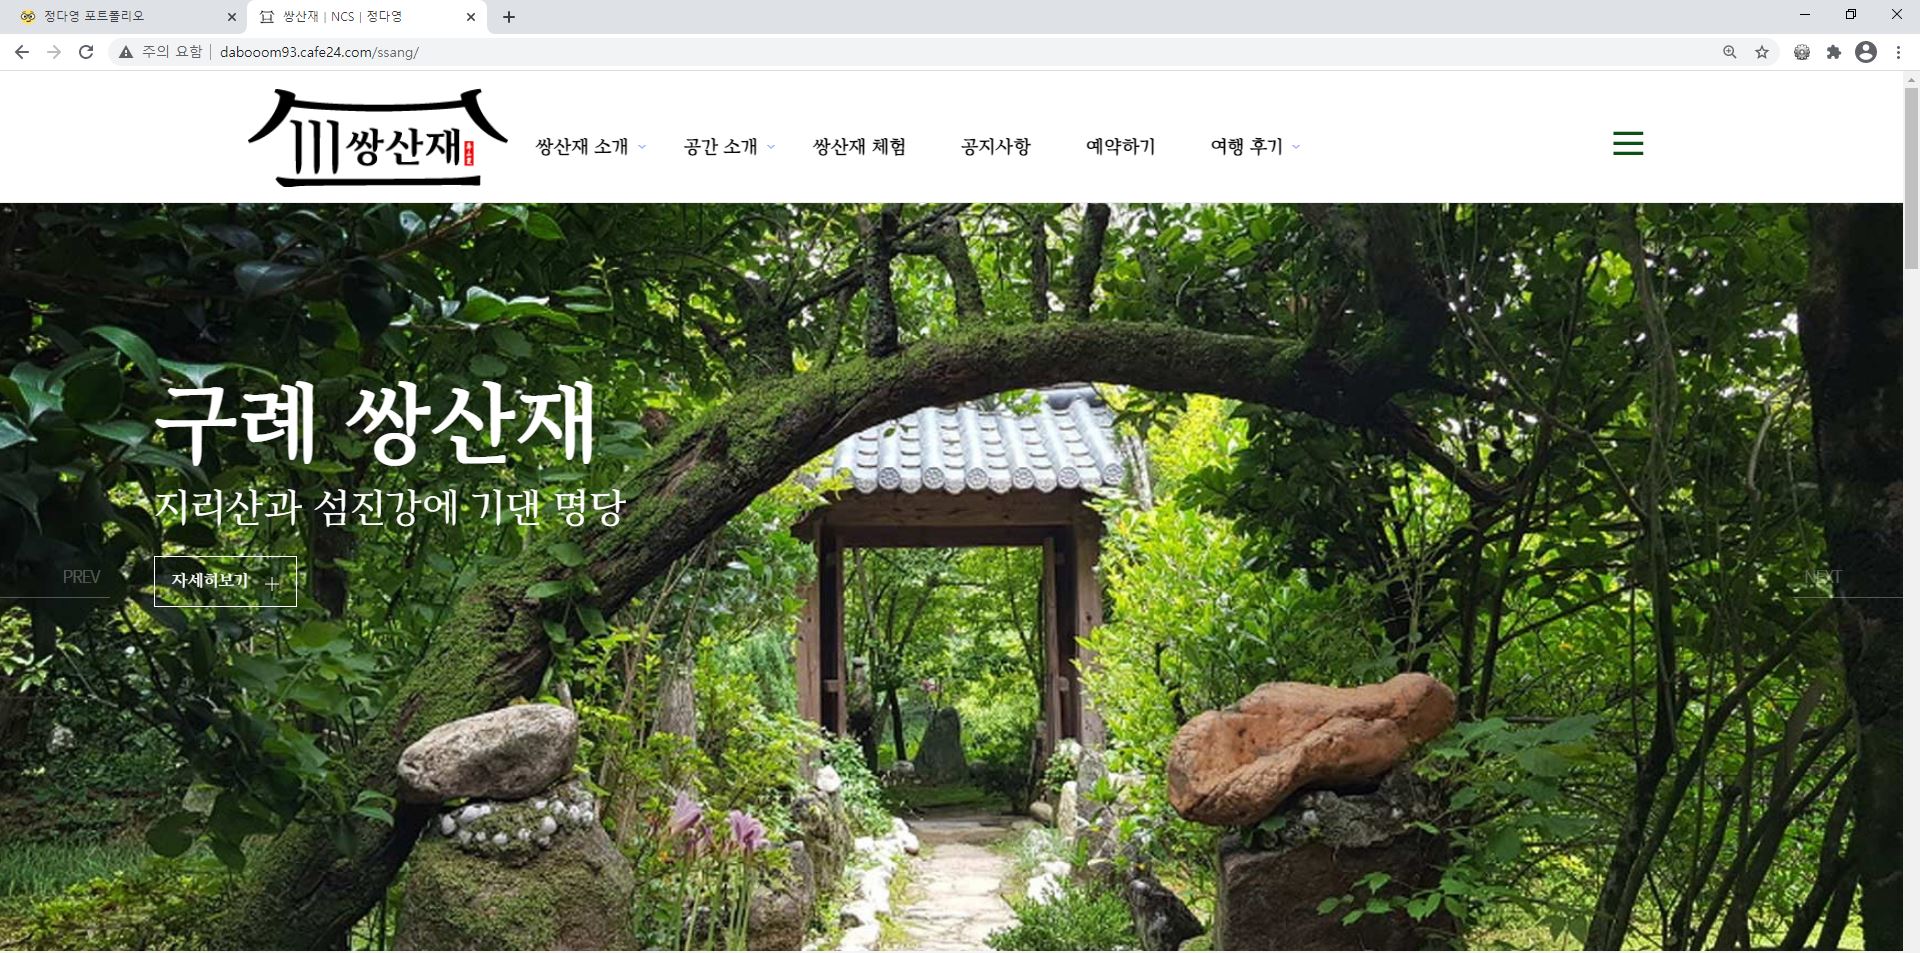 정다영 포트폴리오
쌍산재 | NCS | 정다영
주의 요함 | dabooom93.cafe24.com/ssang/
쌍산재
쌍산재 소개
공간 소개
쌍산재 체험
공지사항
예약하기
여행 후기
구례 쌍산재
지리산과 섬진강에 기댄 명당
자세히보기 +
PREV
NEXT